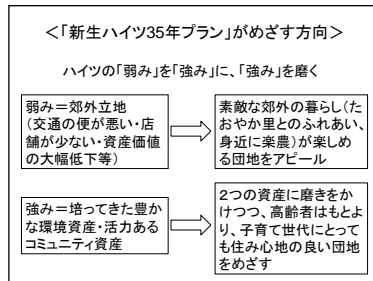 ＜「新生ハイツ35年プラン」がめざす方向＞
ハイツの「弱み」を「強み」に、「強み」を磨く
弱み＝郊外立地
（交通の便が悪い・店
舗が少ない・資産価値
の大幅低下等）
素敵な郊外の暮らし（た
おやか里とのふれあい、
身近に楽農）が楽しめ
る団地をアピール
強み＝培ってきた豊か
な環境資産・活力ある
コミュニティ資産
2つの資産に磨きをか
けつつ、高齢者はもとよ
り、子育て世代にとって
も住み心地の良い団地
をめざす